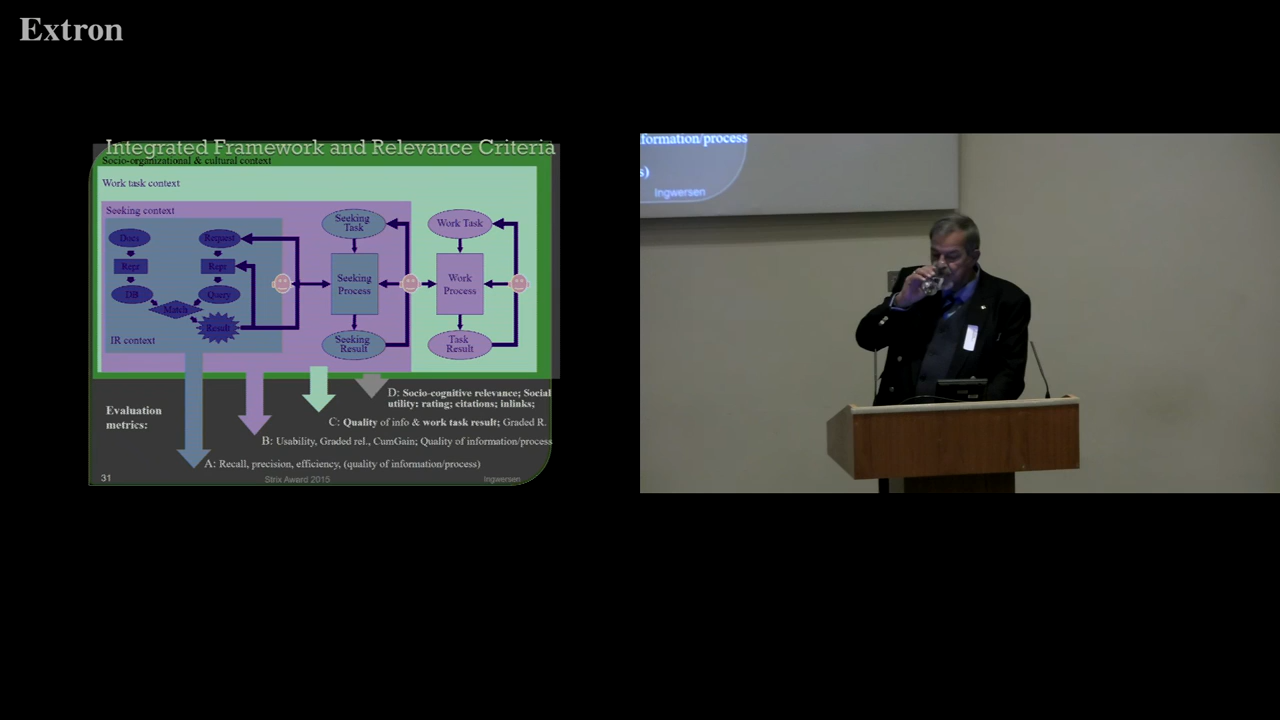 Extron
Integrated Framework and Relevance Criteria
Socio-organizational & cultural context
Work task context
Seeking context
Docs
Repr
DB
Match
Request
Repr
Query
Result
IR context
Seeking
Task
Seeking
Process
Seeking
Result
Work Task
Work
Process
Task
Result
Evaluation
metrics:
D: Socio-cognitive relevance; Social
utility: rating; citations; inlinks;
C: Quality of info & work task result; Graded R.
B: Usability, Graded rel., CumGain; Quality of information/process
A: Recall, precision, efficiency, (quality of information/process)
31
Strix Award 2015
Ingwersen
formation/process
s)
Ingwersen